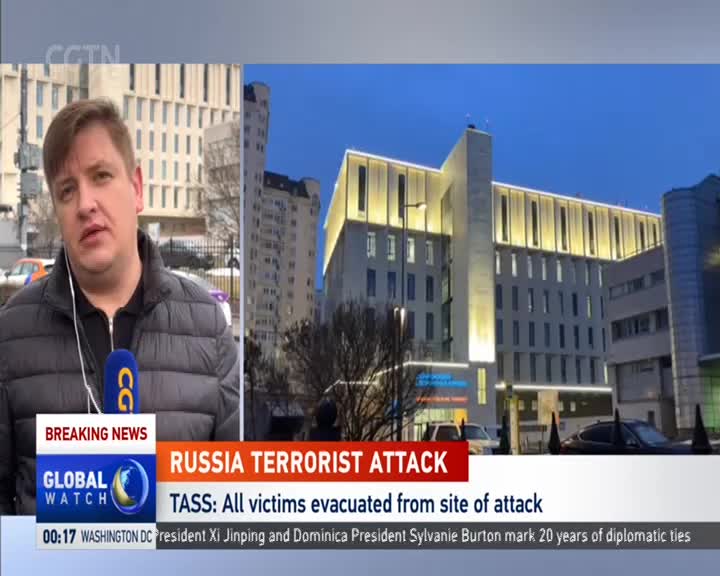 CGTN
CG
BREAKING NEWS
RUSSIA TERRORIST ATTACK
GLOBAL
WATCH
TASS: All victims evacuated from site of attack
00:17 WASHINGTON DC
President Xi Jinping and Dominica President Sylvanie Burton mark 20 years of diplomatic ties